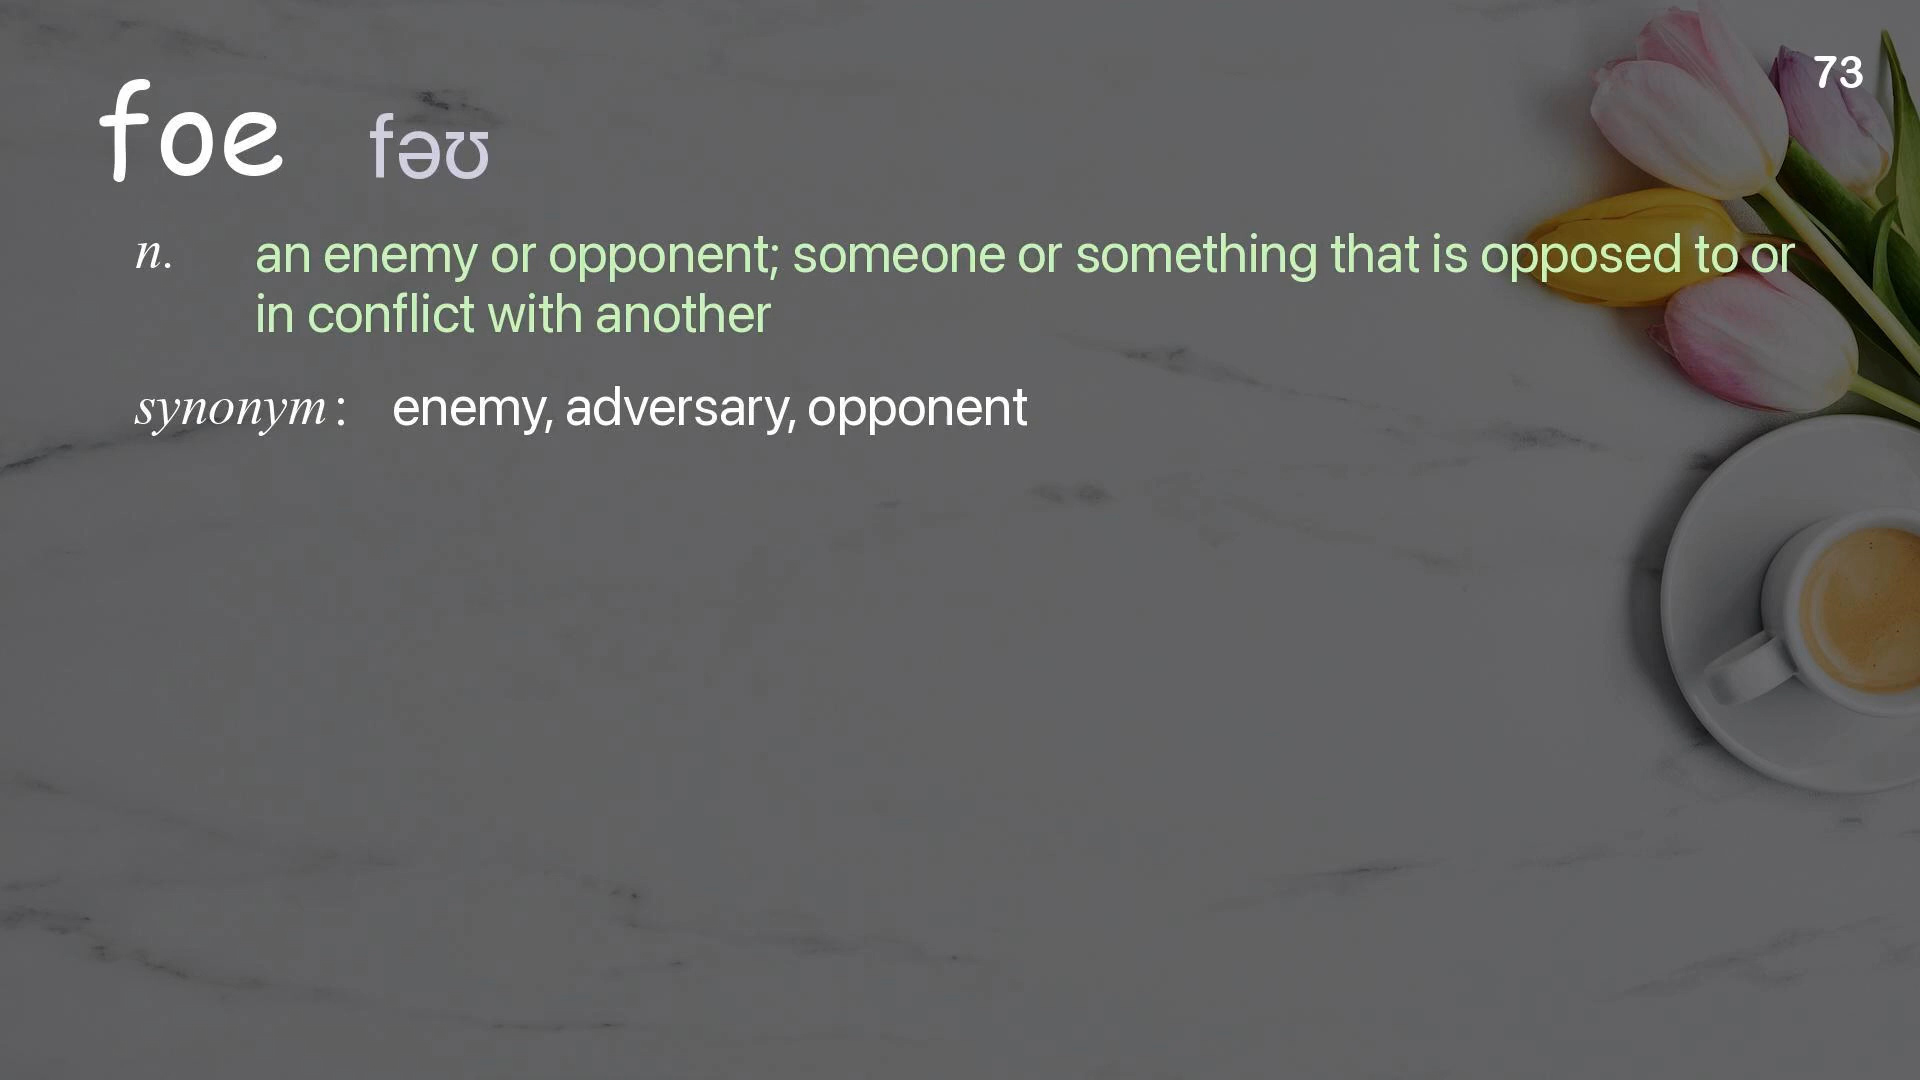 73
foe fəʊ
n. an enemy or opponent; someone or something that is opposed to or
in conflict with another
synonym: enemy, adversary, opponent